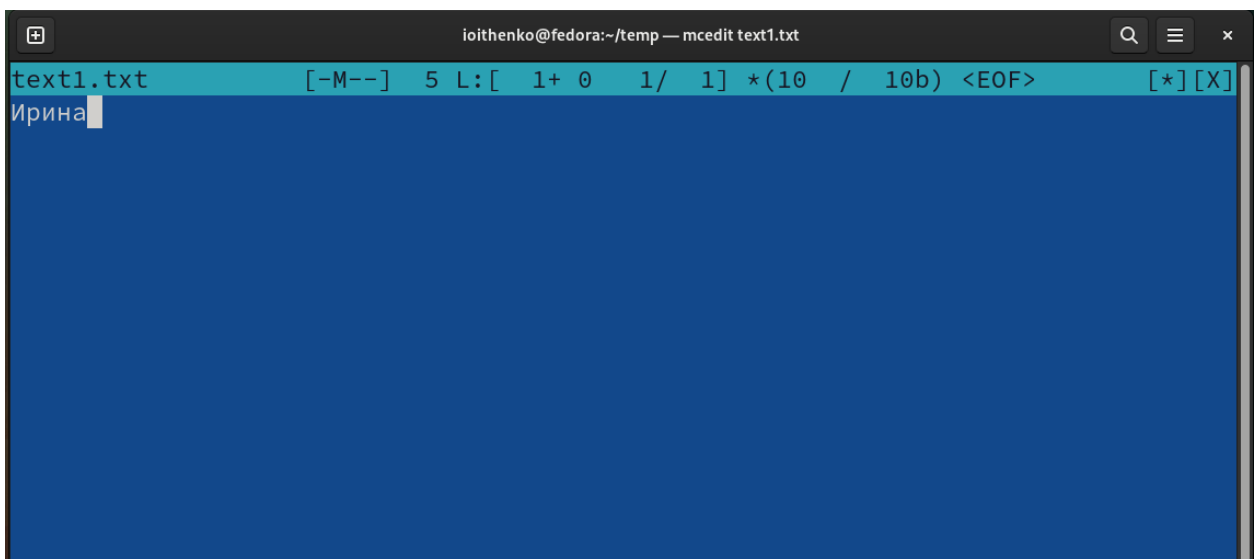 ioithenko@fedora:~/temp — mcedit text1.txt
text1.txt [-M--] 5 L:[ 1+ 0 1/ 1] *(10 / 10b) <EOF> [*][X]
Ирина